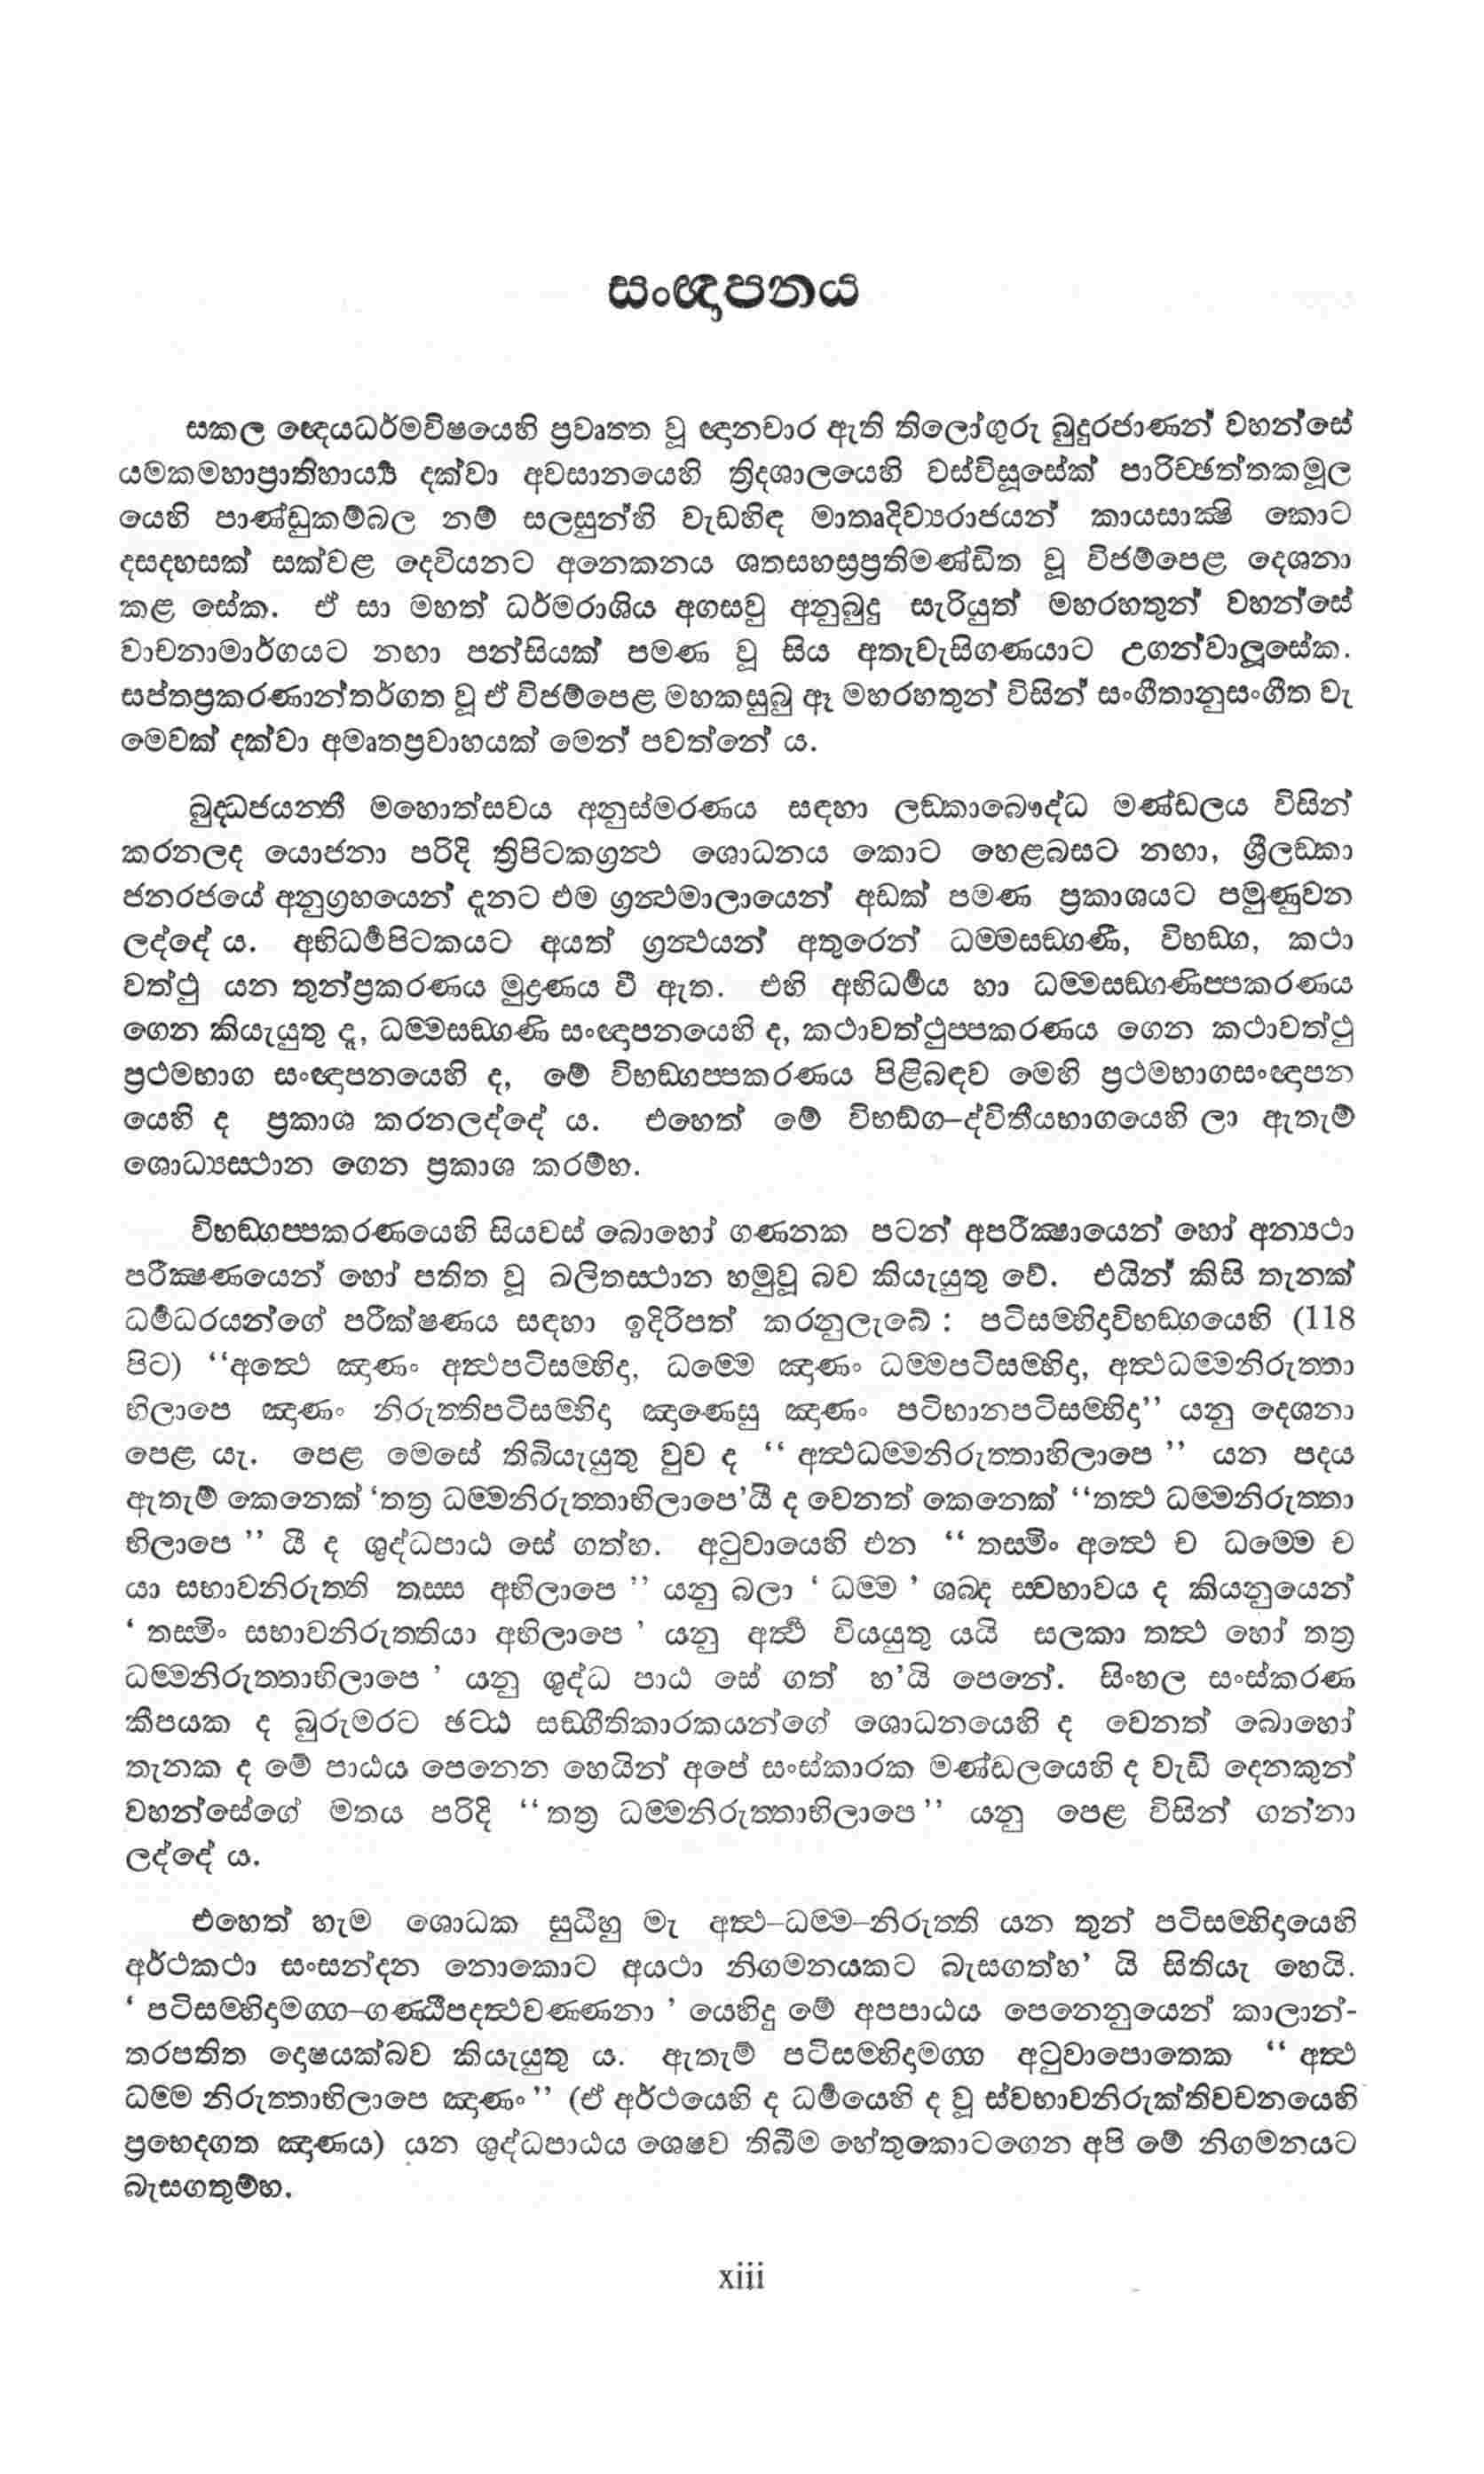 සංඥාපනය
සකල ඥෙයධර්මවිෂයෙහි ප්‍රවෘත්ත වූ ඥානචාර ඇති තිලෝගුරු බුදුරජාණන් වහන්සේ
යමකමහාප්‍රාතිහාර්‍ය්‍ය දක්වා අවසානයෙහි ත්‍රිදශාලයෙහි වස්විසූසේක් පාරිච්ඡත්තකමූල
යෙහි පාණ්ඩුකම්බල නම් සලසුන්හි වැඩහිඳ මාතෘදිව්‍යරාජයන් කායසාක්‍ෂි කොට
දසදහසක් සක්වළ දෙවියනට අනෙකනය ශතසහස්‍රප්‍රතිමණ්ඩිත වූ විජම්පෙළ දෙශනා
කළ සේක. ඒ සා මහත් ධර්මරාශිය අගසවු අනුබුදු සැරියුත් මහරහතුන් වහන්සේ
වාචනාමාර්ගයට නඟා පන්සියක් පමණ වූ සිය අතැවැසිගණයාට උගන්වාලූසේක.
සප්තප්‍රකරණාන්තර්ගත වූ ඒ විජම්පෙළ මහකසුබු ඈ මහරහතුන් විසින් සංගීතානුසංගීත වැ
මෙවක් දක්වා අමෘතප්‍රවාහයක් මෙන් පවත්නේ ය.
බුද්ධජයන්තී මහොත්සවය අනුස්මරණය සඳහා ලඞ්කාබෞද්ධ මණ්ඩලය විසින්
කරනලද යොජනා පරිදි ත්‍රිපිටකග්‍රන්‍ථ ශොධනය කොට හෙළබසට නඟා, ශ්‍රීලඞ්කා
ජනරජයේ අනුග්‍රහයෙන් දැනට එම ග්‍රන්‍ථමාලායෙන් අඩක් පමණ ප්‍රකාශයට පමුණුවන
ලද්දේ ය. අභිධර්‍මපිටකයට අයත් ග්‍රන්‍ථයන් අතුරෙන් ධම්මසඞ්ගණී, විභඞ්ග, කථා
වත්ථු යන තුන්ප්‍රකරණය මුද්‍රණය වී ඇත. එහි අභිධර්‍මය හා ධම්මසඞ්ගණිප්පකරණය
ගෙන කියැයුතු දෑ, ධම්මසඞ්ගණි සංඥාපනයෙහි ද, කථාවත්ථුප්පකරණය ගෙන කථාවත්ථු
ප්‍රථමභාග සංඥාපනයෙහි ද, මේ විභඞ්ගප්පකරණය පිළිබඳව මෙහි ප්‍රථමභාගසංඥාපන
යෙහි ද ප්‍රකාශ කරනලද්දේ ය. එහෙත් මේ විභඞ්ග–ද්විතීයභාගයෙහි ලා ඇතැම්
ශොධ්‍යස්ථාන ගෙන ප්‍රකාශ කරම්හ.
විභඞ්ගප්පකරණයෙහි සියවස් බොහෝ ගණනක පටන් අපරීක්‍ෂායෙන් හෝ අන්‍යථා
පරීක්‍ෂණයෙන් හෝ පතිත වූ ඛලිතස්ථාන හමුවූ බව කියැයුතු වේ. එයින් කිසි තැනක්
ධර්‍මධරයන්ගේ පරීක්ෂණය සඳහා ඉදිරිපත් කරනුලැබේ : පටිසම්භිදාවිභඞ්ගයෙහි (118
පිට) “අත්ථෙ ඤාණං අත්ථපටිසම්භිදා, ධම්මෙ ඤාණං ධම්මපටිසම්භිදා, අත්ථධම්මනිරුත්තා
භිලාපෙ ඤාණං නිරුත්තිපටිසම්භිදා ඤාණෙසු ඤාණං පටිභානපටිසම්භිදා” යනු දෙශනා
පෙළ යැ. පෙළ මෙසේ තිබියැයුතු වුව ද “ අත්ථධම්මනිරුත්තාභිලාපෙ ” යන පදය
ඇතැම් කෙනෙක් ‘තත්‍ර ධම්මනිරුත්තාභිලාපෙ’යී ද වෙනත් කෙනෙක් “තත්ථ ධම්මනිරුත්තා
භිලාපෙ ” යී ද ශුද්ධපාඨ සේ ගත්හ. අටුවායෙහි එන “ තස්මිං අත්ථෙ ච ධම්මෙ ච
යා සභාවනිරුත්ති තස්ස අභිලාපෙ ” යනු බලා ‘ ධම්ම ’ ශබ්ද ස්වභාවය ද කියනුයෙන්
‘ තස්මිං සභාවනිරුත්තියා අභිලාපෙ ’ යනු අර්‍ථ වියයුතු යයි සලකා තත්ථ හෝ තත්‍ර
ධම්මනිරුත්තාභිලාපෙ ’ යනු ශුද්ධ පාඨ සේ ගත් හ’යි පෙනේ. සිංහල සංස්කරණ
කීපයක ද බුරුමරට ඡට්ඨ සඞ්ගීතිකාරකයන්ගේ ශොධනයෙහි ද වෙනත් බොහෝ
තැනක ද මේ පාඨය පෙනෙන හෙයින් අපේ සංස්කාරක මණ්ඩලයෙහි ද වැඩි දෙනකුන්
වහන්සේගේ මතය පරිදි “තත්‍ර ධම්මනිරුත්තාභිලාපෙ” යනු පෙළ විසින් ගන්නා
ලද්දේ ය.
එහෙත් හැම ශොධක සුධීහු මැ අත්ථ–ධම්ම–නිරුත්ති යන තුන් පටිසම්භිදායෙහි
අර්ථකථා සංසන්දන නොකොට අයථා නිගමනයකට බැසගත්හ’ යි සිතියැ හෙයි.
‘ පටිසම්භිදාමග්ග–ගණ්ඨිපදත්ථවණ්ණනා ’ යෙහිදු මේ අපපාඨය පෙනෙනුයෙන් කාලාන්-
තරපතිත දොෂයක්බව කියැයුතු ය. ඇතැම් පටිසම්භිදාමග්ග අටුවාපොතෙක “ අත්ථ
ධම්ම නිරුත්තාභිලාපෙ ඤාණං” (ඒ අර්ථයෙහි ද ධර්‍මයෙහි ද වූ ස්වභාවනිරුක්තිවචනයෙහි
ප්‍රභෙදගත ඤාණය) යන ශුද්ධපාඨය ශෙෂව තිබීම හේතුකොටගෙන අපි මේ නිගමනයට
බැසගතුම්හ.
xiii